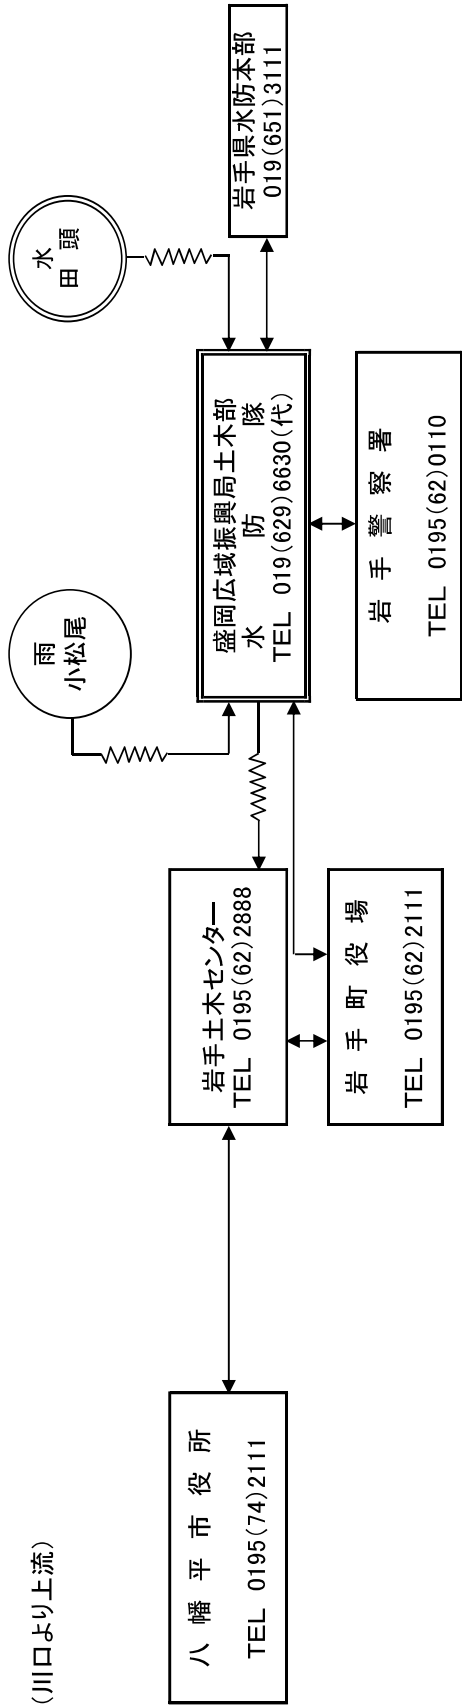 (川口より上流)
八 幡 平 市 役 所
TEL 0195(74)2111
岩手土木センター
TEL 0195(62)2888
岩 手 町 役 場
TEL 0195(62)2111
雨
小松尾
盛岡広域振興局土木部
水 防 隊
TEL 019(629)6630(代)
岩 手 警 察 署
TEL 0195(62)0110
水
田 頭
岩手県水防本部
019(651)3111